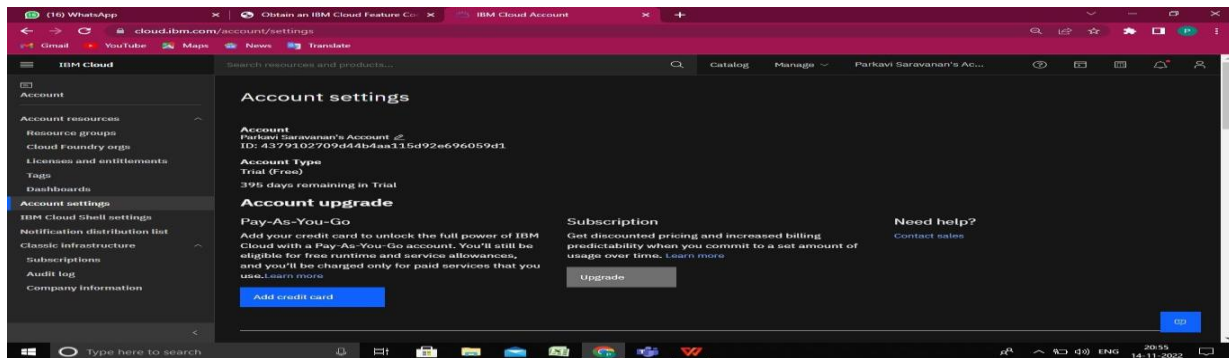 (16) WhatsApp
Obtain an IBM Cloud Feature Co
IBM Cloud Account
cloud.ibm.com/account/settings
Gmail YouTube Maps News Translate
IBM Cloud
Search resources and products...
Catalog Manage Parkavi Saravanan's Ac...
Account
Account resources
Resource groups
Cloud Foundry orgs
Licenses and entitlements
Tags
Dashboards
Account settings
IBM Cloud Shell settings
Notification distribution list
Classic infrastructure
Subscriptions
Audit log
Company information
Account settings
Account
Parkavi Saravanan's Account
ID: 4379102709d44b4aa115d92e696059d1
Account Type
Trial (Free)
395 days remaining in Trial
Account upgrade
Pay-As-You-Go
Add your credit card to unlock the full power of IBM
Cloud with a Pay-As-You-Go account. You'll still be
eligible for free runtime and service allowances,
and you'll be charged only for paid services that you
use.Learn more
Add credit card
Subscription
Get discounted pricing and increased billing
predictability when you commit to a set amount of
usage over time. Learn more
Upgrade
Need help?
Contact sales
Type here to search
ENG
20:55
14-11-2022